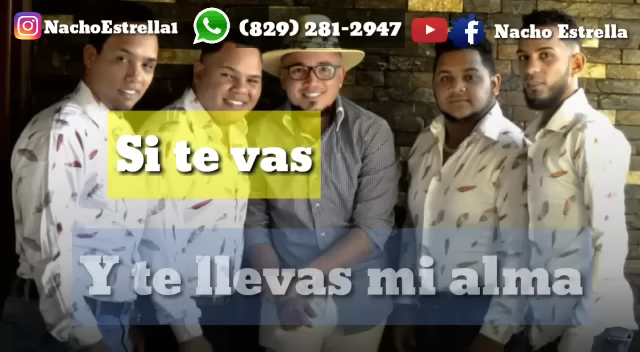 NachoEstrella1 (829) 281-2947 Nacho Estrella
Si te vas
Y te llevas mi alma